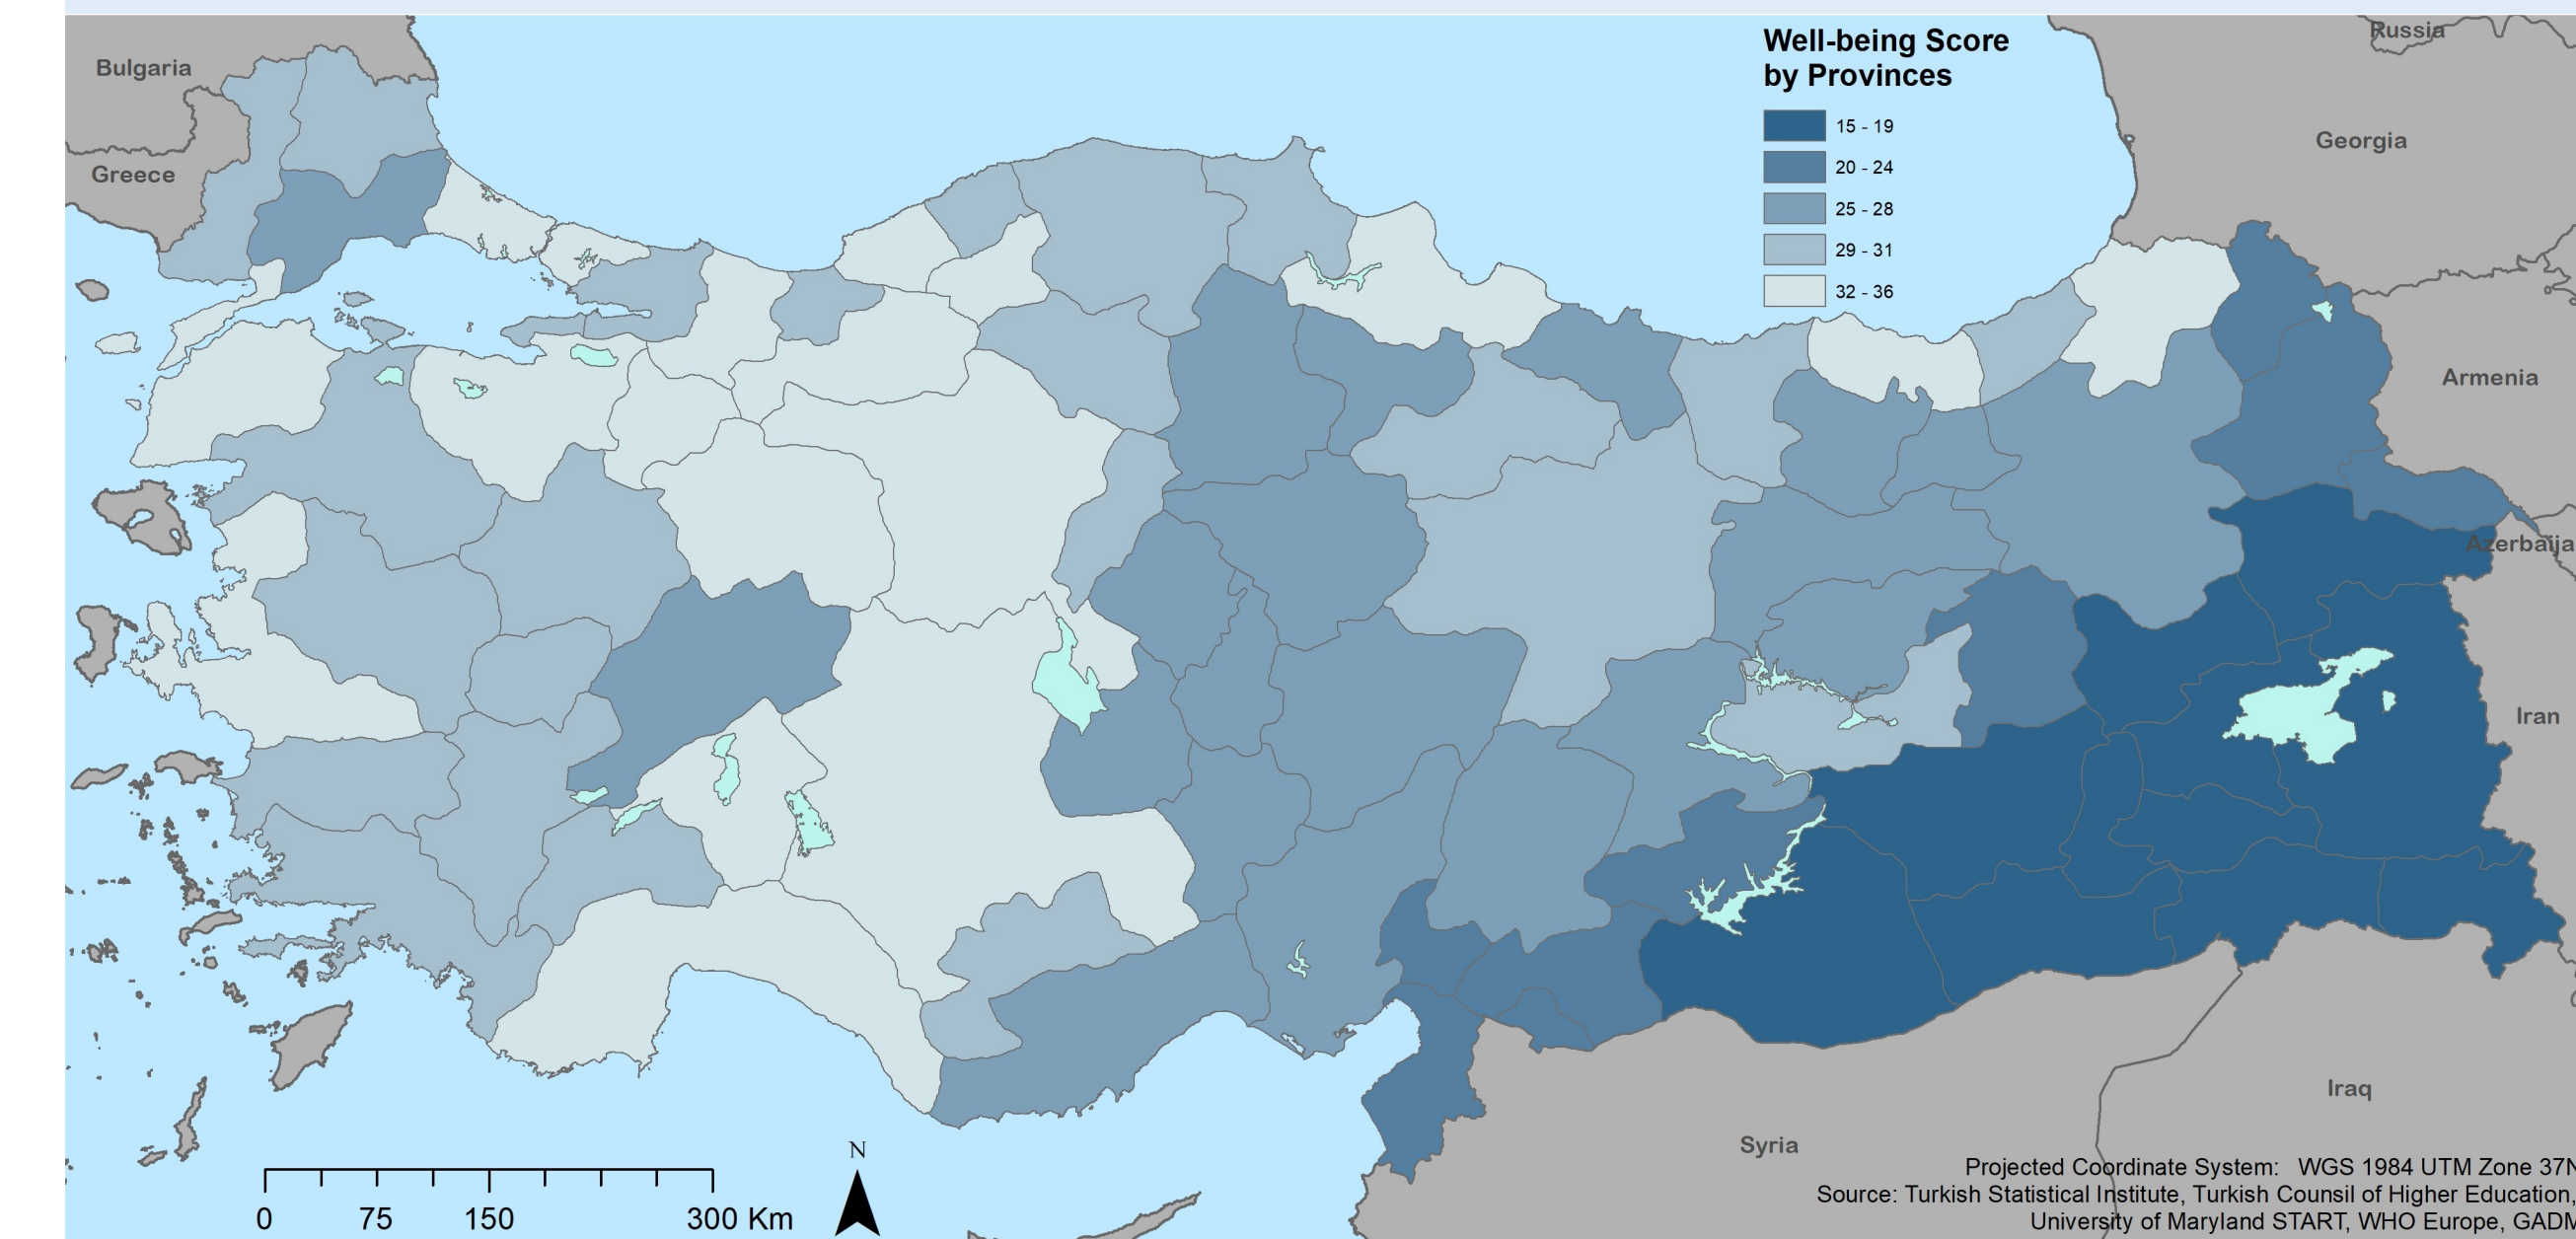 Well-being Score
by Provinces
15 - 19
20 - 24
25 - 28
29 - 31
32 - 36
Bulgaria
Greece
Russia
Georgia
Armenia
Azerbaija
Iran
Iraq
Syria
N
0 75 150 300 Km
Projected Coordinate System: WGS 1984 UTM Zone 37N
Source: Turkish Statistical Institute, Turkish Counsil of Higher Education,
University of Maryland START, WHO Europe, GADM